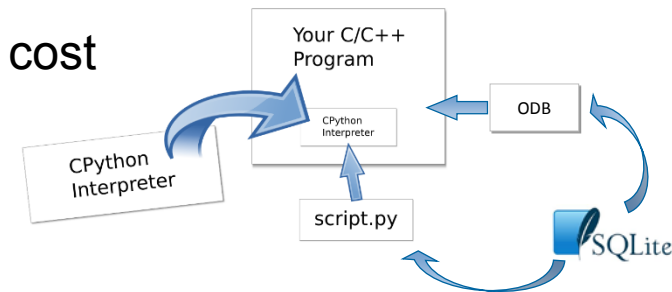 cost
Your C/C++
Program
CPython
Interpreter
ODB
CPython
Interpreter
script.py
SQLite